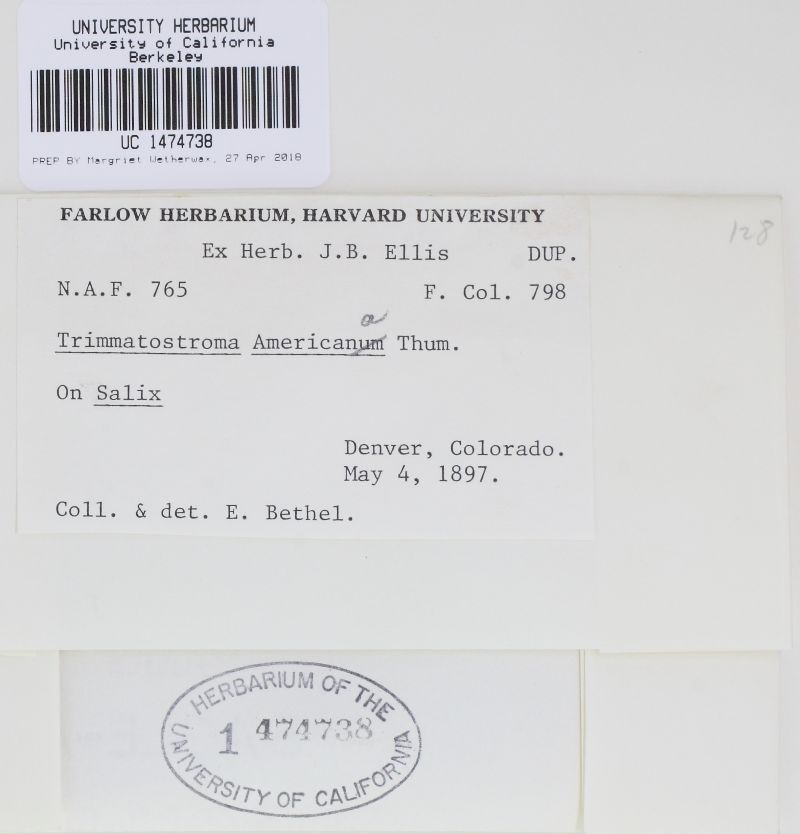 UNIVERSITY HERBARIUM
University of California
Berkeley
UC 1474738
PREP BY Margriet Wetherwax, 27 Apr 2018
128
FARLOW HERBARIUM, HARVARD UNIVERSITY
Ex Herb. J.B. Ellis DUP.
N.A.F. 765 F. Col. 798
a
Trimmatostroma Americanum Thum.
On Salix
Denver, Colorado.
May 4, 1897.
Coll. & det. E. Bethel.
HERBARIUM OF THE
1 474738
UNIVERSITY OF CALIFORNIA